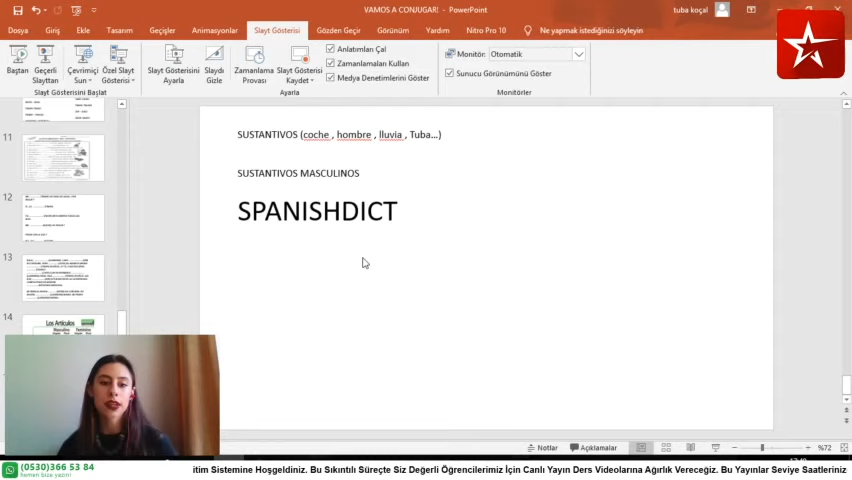 VAMOS A CONJUGAR! - PowerPoint
tuba koçal
Dosya Giriş Ekle Tasarım Geçişler Animasyonlar Slayt Gösterisi Gözden Geçir Görünüm Yardım Nitro Pro 10 Ne yapmak istediğinizi söyleyin
Baştan
Geçerli Slayttan
Çevrimiçi Sun
Özel Slayt Gösterisi
Slayt Gösterisini Ayarla
Slaydı Gizle
Zamanlama Provası
Slayt Gösterisi Kaydet
Anlatımları Çal
Zamanlamaları Kullan
Medya Denetimlerini Göster
Monitör: Otomatik
Sunucu Görünümünü Göster
Slayt Gösterisini Başlat
Ayarla
Monitörler
11
12
13
14
Los Artículos
SUSTANTIVOS (coche , hombre , lluvia , Tuba...)
SUSTANTIVOS MASCULINOS
SPANISHDICT
Notlar
Açıklamalar
%72
(0530)366 53 84
hemen bize yazın!
itim Sistemine Hoşgeldiniz. Bu Sıkıntılı Süreçte Siz Değerli Öğrencilerimiz İçin Canlı Yayın Ders Videolarına Ağırlık Vereceğiz. Bu Yayınlar Seviye Saatleriniz